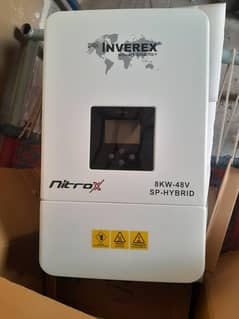 INVEREX
NitroX
8KW-48V
SP-HYBRID